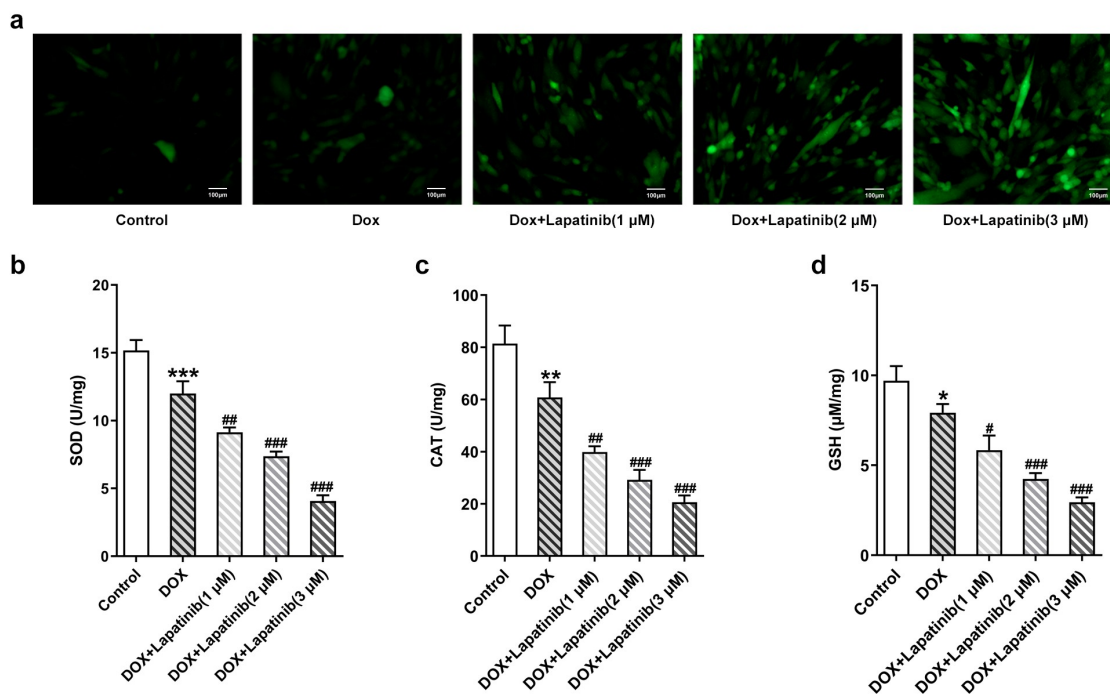 a
100μm
100μm
100μm
100μm
100μm
Control
Dox
Dox+Lapatinib(1 μM)
Dox+Lapatinib(2 μM)
Dox+Lapatinib(3 μM)
b
SOD (U/mg)
20
15
10
5
0
***
##
###
###
Control
DOX
DOX+Lapatinib(1 μM)
DOX+Lapatinib(2 μM)
DOX+Lapatinib(3 μM)
c
CAT (U/mg)
100
80
60
40
20
0
**
##
###
###
Control
DOX
DOX+Lapatinib(1 μM)
DOX+Lapatinib(2 μM)
DOX+Lapatinib(3 μM)
d
GSH (μM/mg)
15
10
5
0
*
#
###
###
Control
DOX
DOX+Lapatinib(1 μM)
DOX+Lapatinib(2 μM)
DOX+Lapatinib(3 μM)